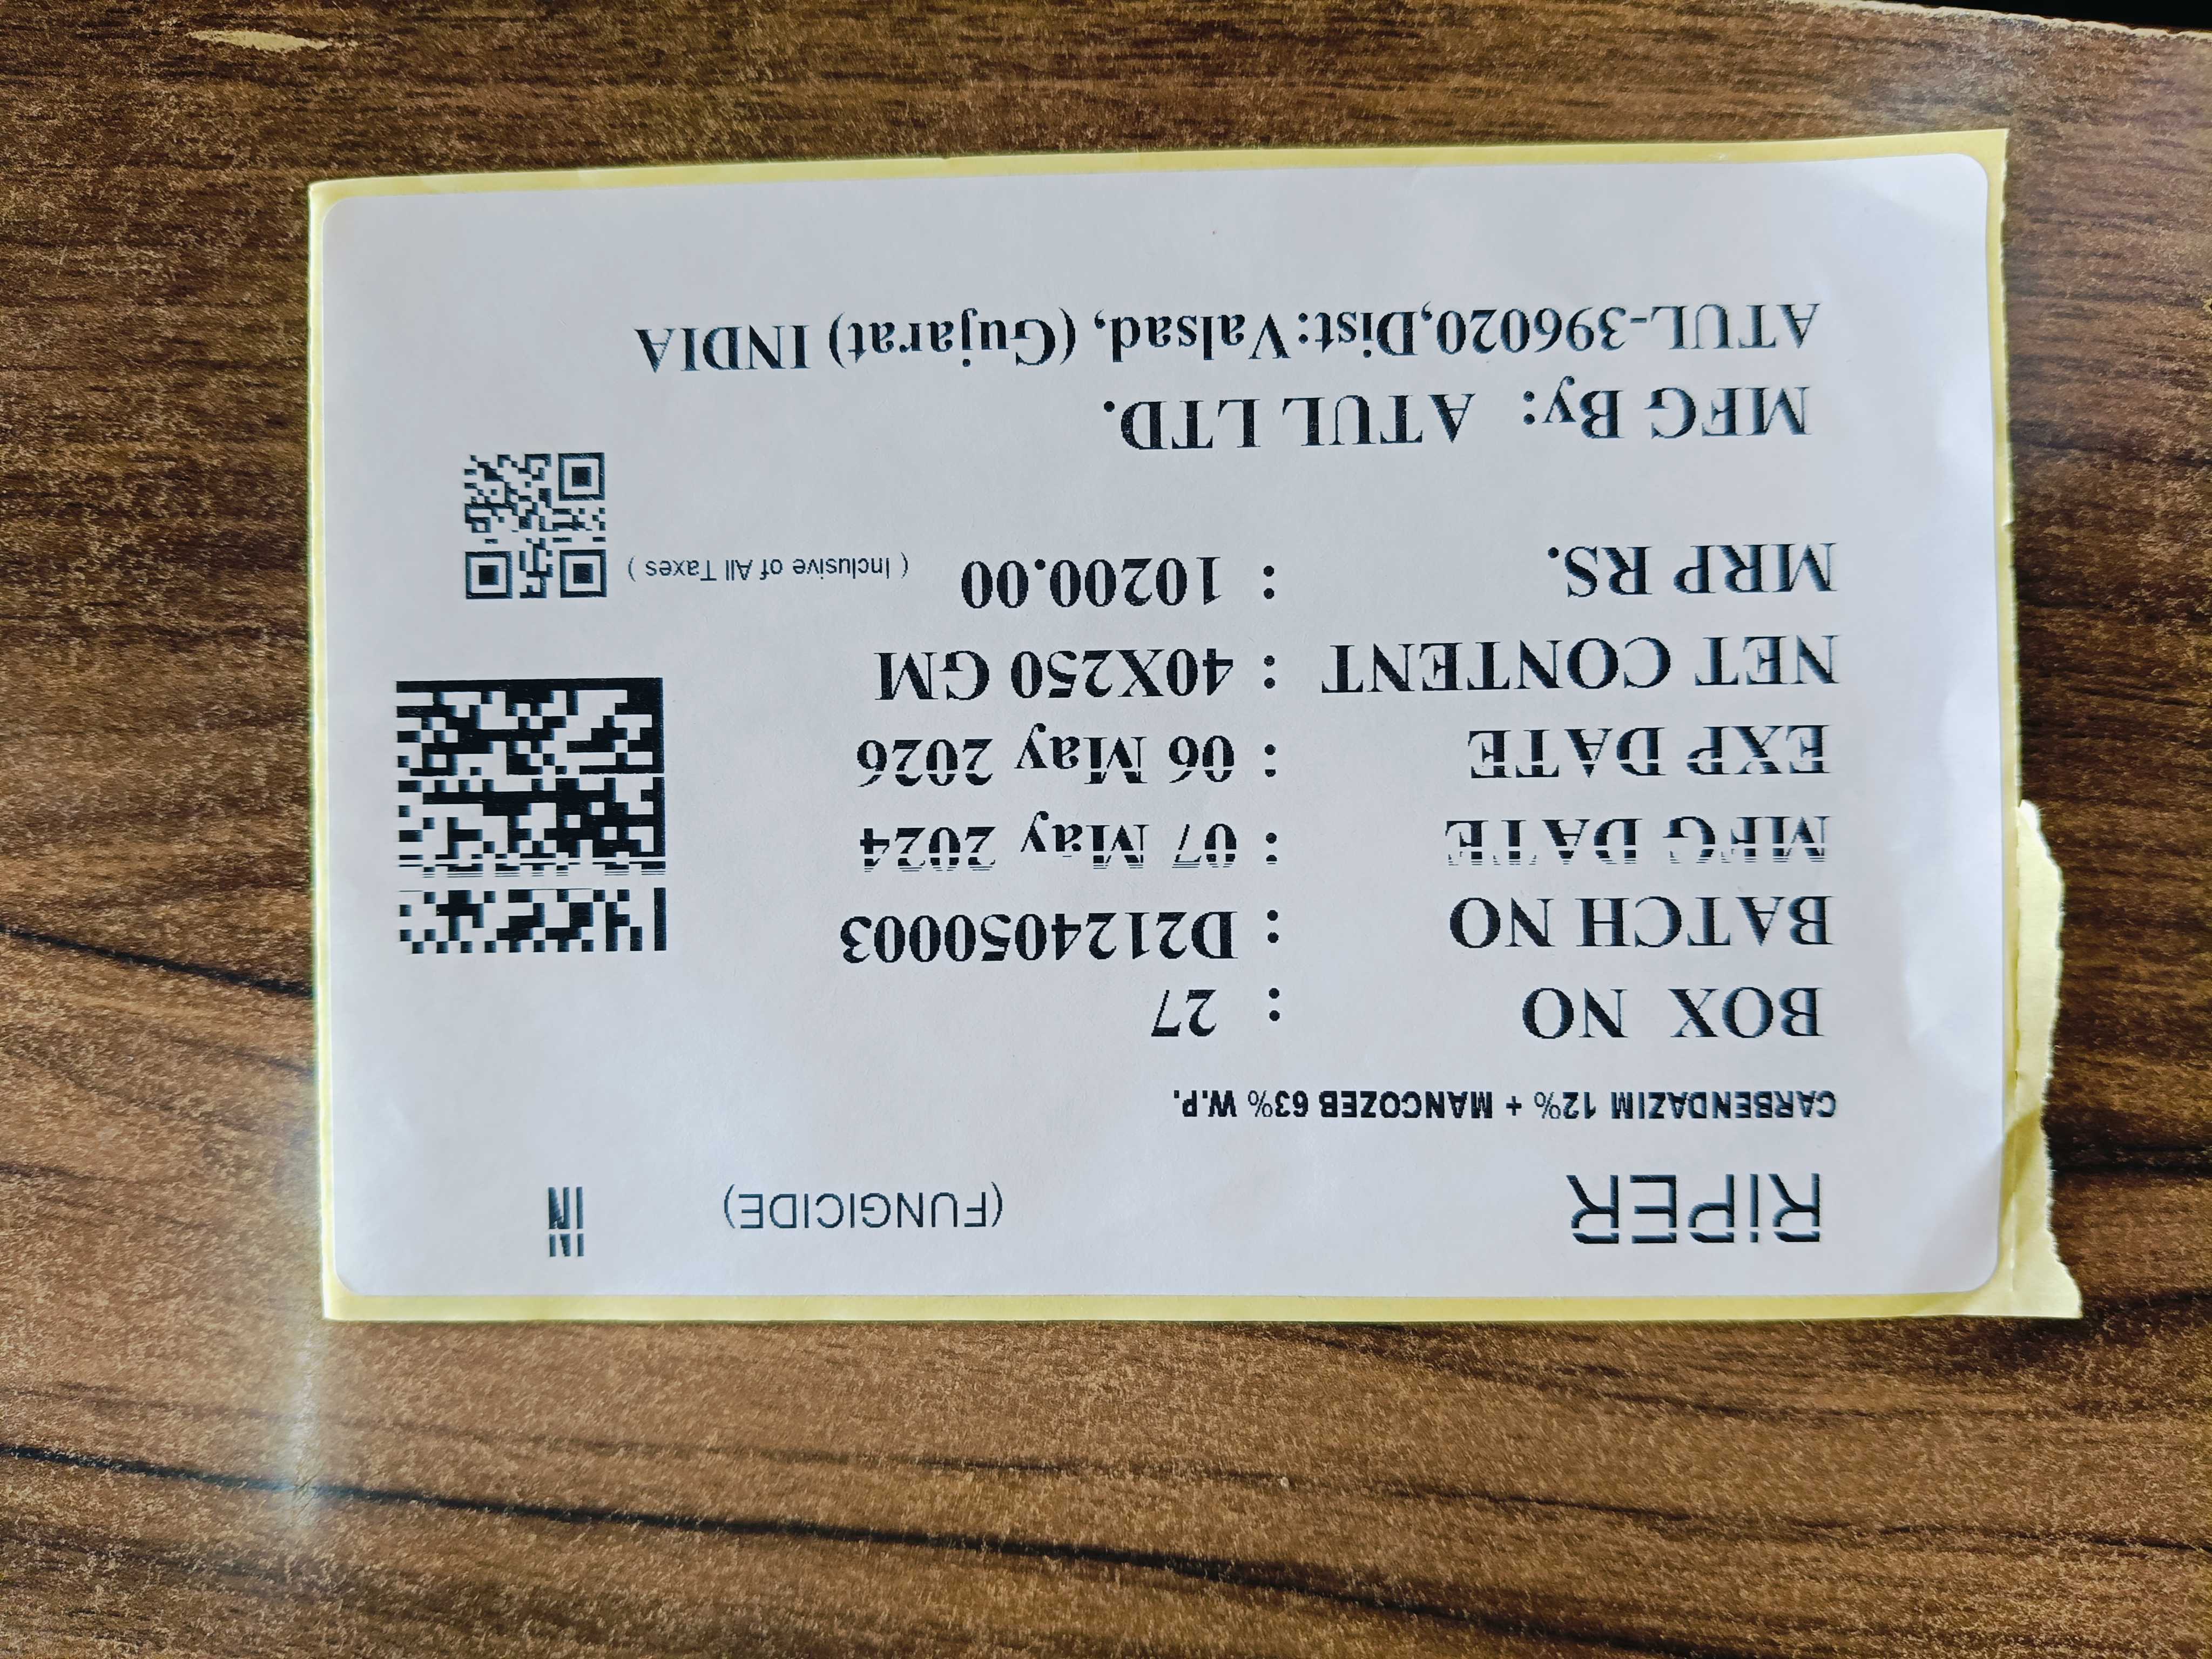 RiPER (FUNGICIDE) IN
CARBENDAZIM 12% + MANCOZEB 63% W.P.
BOX NO : 27
BATCH NO : D2124050003
MFG DATE : 07 May 2024
EXP DATE : 06 May 2026
NET CONTENT : 40X250 GM
MRP RS. : 10200.00 ( Inclusive of All Taxes )
MFG By: ATUL LTD.
ATUL-396020,Dist:Valsad, (Gujarat) INDIA